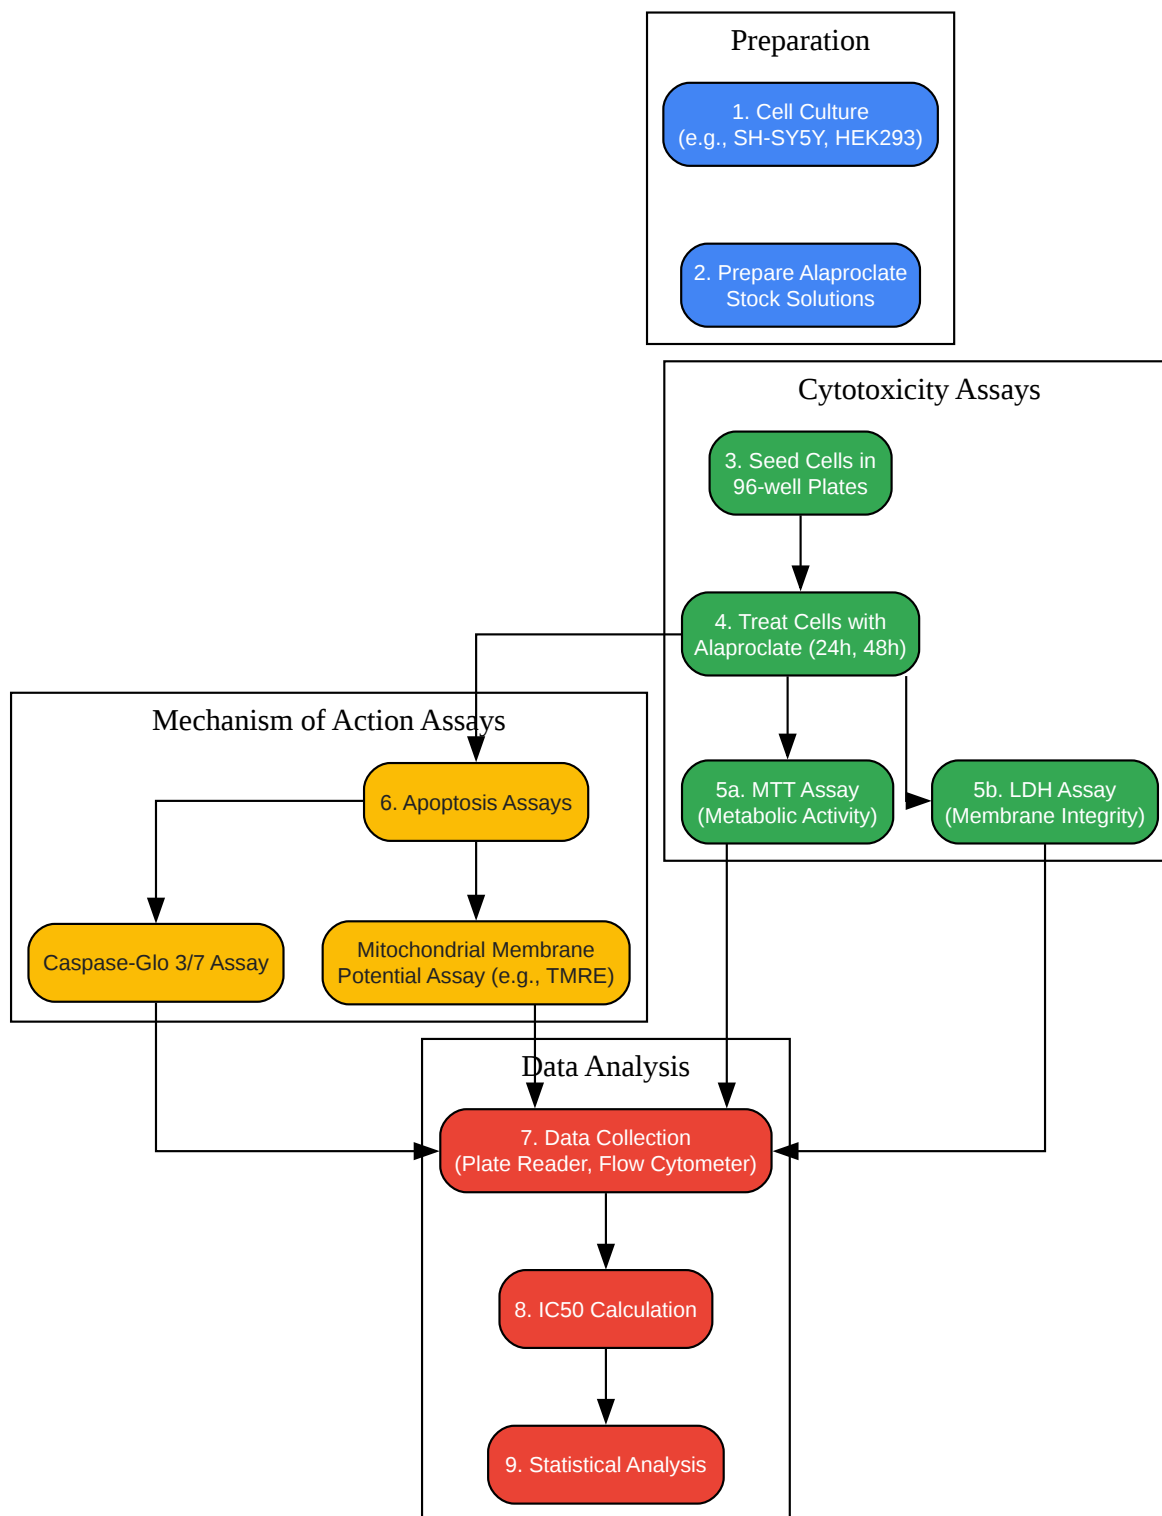 Preparation
1. Cell Culture
(e.g., SH-SY5Y, HEK293)
2. Prepare Alaproclate
Stock Solutions
Cytotoxicity Assays
3. Seed Cells in
96-well Plates
4. Treat Cells with
Alaproclate (24h, 48h)
Mechanism of Action Assays
6. Apoptosis Assays
5a. MTT Assay
(Metabolic Activity)
5b. LDH Assay
(Membrane Integrity)
Caspase-Glo 3/7 Assay
Mitochondrial Membrane
Potential Assay (e.g., TMRE)
Data Analysis
7. Data Collection
(Plate Reader, Flow Cytometer)
8. IC50 Calculation
9. Statistical Analysis